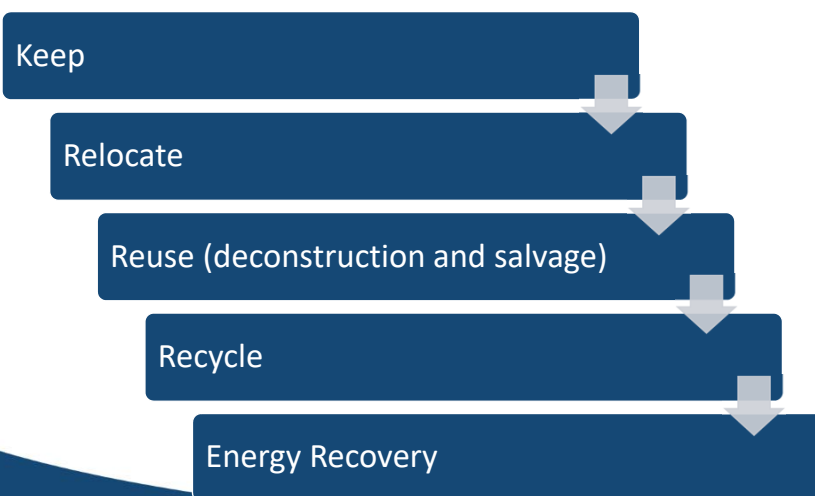 Keep
Relocate
Reuse (deconstruction and salvage)
Recycle
Energy Recovery